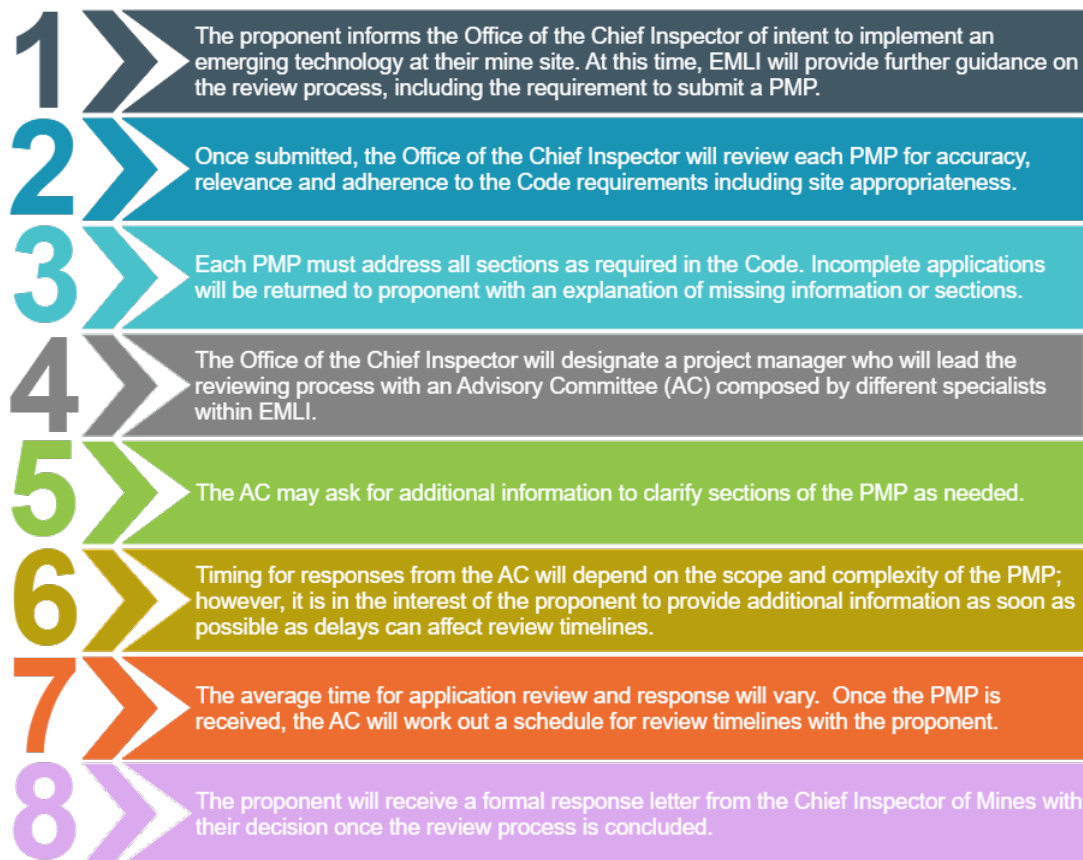 1
The proponent informs the Office of the Chief Inspector of intent to implement an
emerging technology at their mine site. At this time, EMLI will provide further guidance on
the review process, including the requirement to submit a PMP.
2
Once submitted, the Office of the Chief Inspector will review each PMP for accuracy,
relevance and adherence to the Code requirements including site appropriateness.
3
Each PMP must address all sections as required in the Code. Incomplete applications
will be returned to proponent with an explanation of missing information or sections.
4
The Office of the Chief Inspector will designate a project manager who will lead the
reviewing process with an Advisory Committee (AC) composed by different specialists
within EMLI.
5
The AC may ask for additional information to clarify sections of the PMP as needed.
6
Timing for responses from the AC will depend on the scope and complexity of the PMP;
however, it is in the interest of the proponent to provide additional information as soon as
possible as delays can affect review timelines.
7
The average time for application review and response will vary.  Once the PMP is
received, the AC will work out a schedule for review timelines with the proponent.
8
The proponent will receive a formal response letter from the Chief Inspector of Mines with
their decision once the review process is concluded.